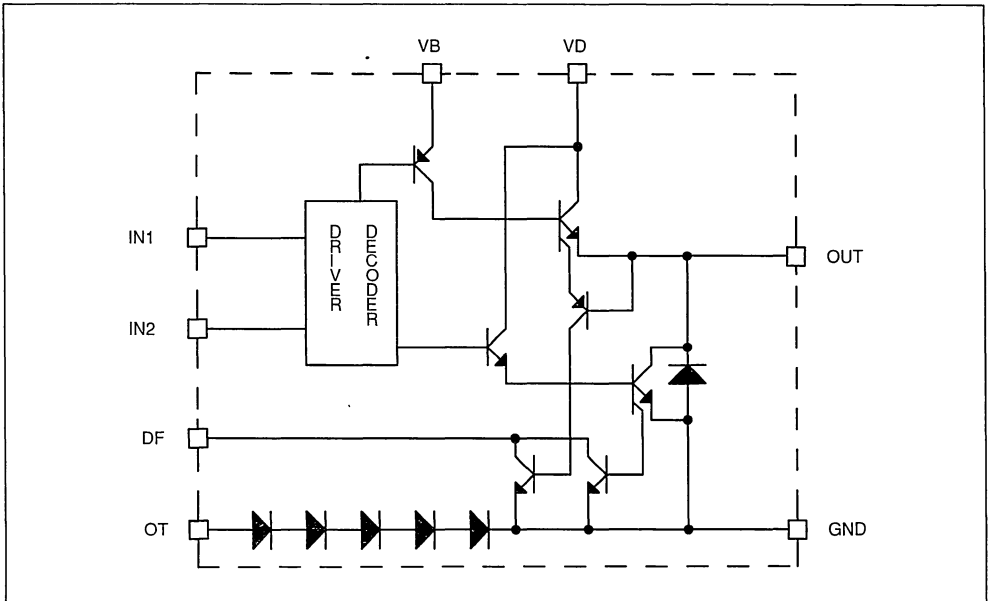 VB
VD
IN1
DRIVER
DECODER
OUT
IN2
DF
OT
GND